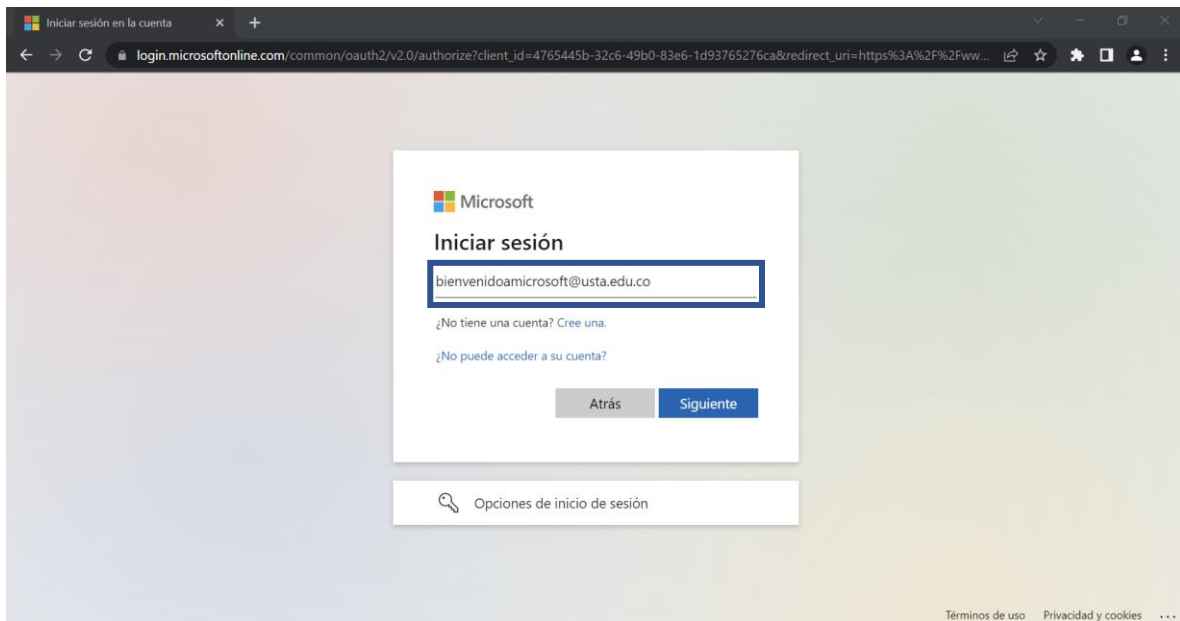 Iniciar sesión en la cuenta
login.microsoftonline.com/common/oauth2/v2.0/authorize?client_id=4765445b-32c6-49b0-83e6-1d93765276ca&redirect_uri=https%3A%2F%2Fww...
Microsoft
Iniciar sesión
bienvenidoamicrosoft@usta.edu.co
¿No tiene una cuenta? Cree una.
¿No puede acceder a su cuenta?
Atrás Siguiente
Opciones de inicio de sesión
Términos de uso Privacidad y cookies ...